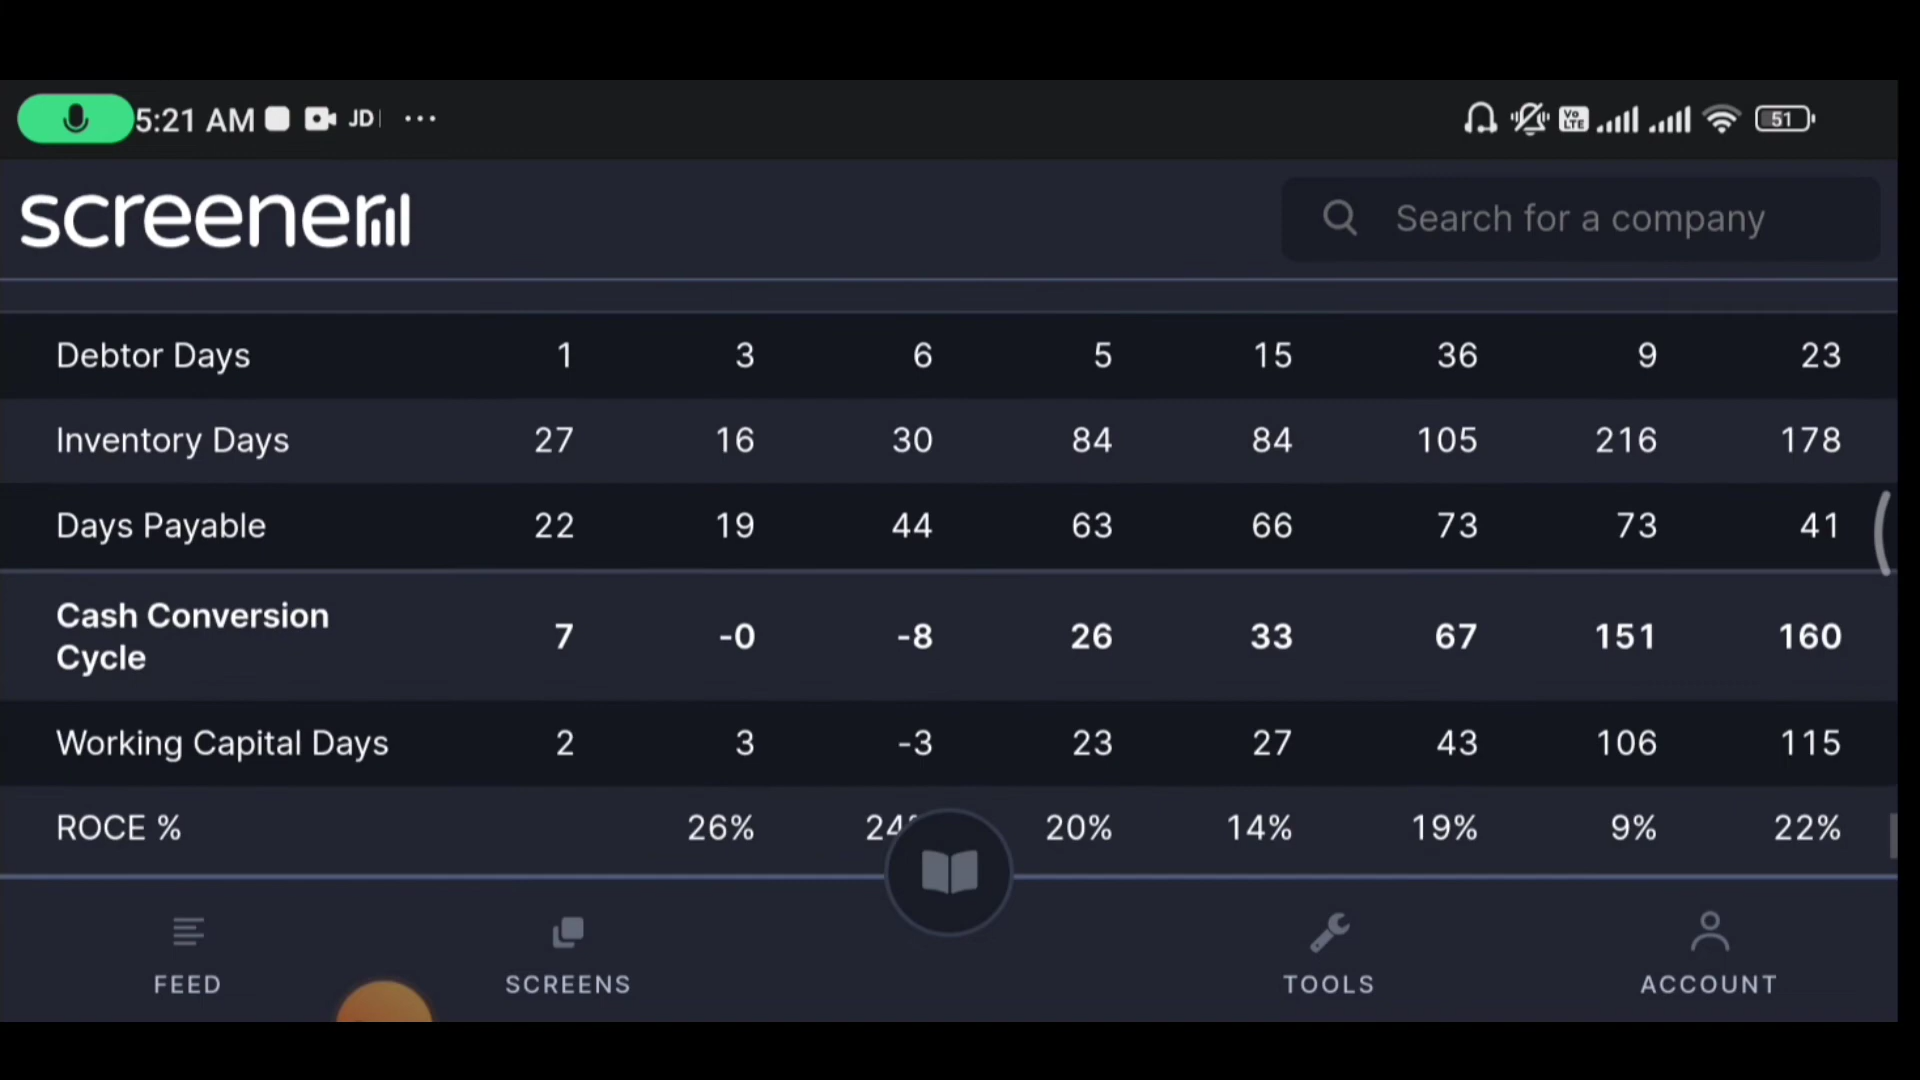 5:21 AM JD ...
Vo LTE 51
screener
Search for a company
Debtor Days 1 3 6 5 15 36 9 23
Inventory Days 27 16 30 84 84 105 216 178
Days Payable 22 19 44 63 66 73 73 41
Cash Conversion
Cycle 7 -0 -8 26 33 67 151 160
Working Capital Days 2 3 -3 23 27 43 106 115
ROCE % 26% 24 20% 14% 19% 9% 22%
FEED SCREENS TOOLS ACCOUNT